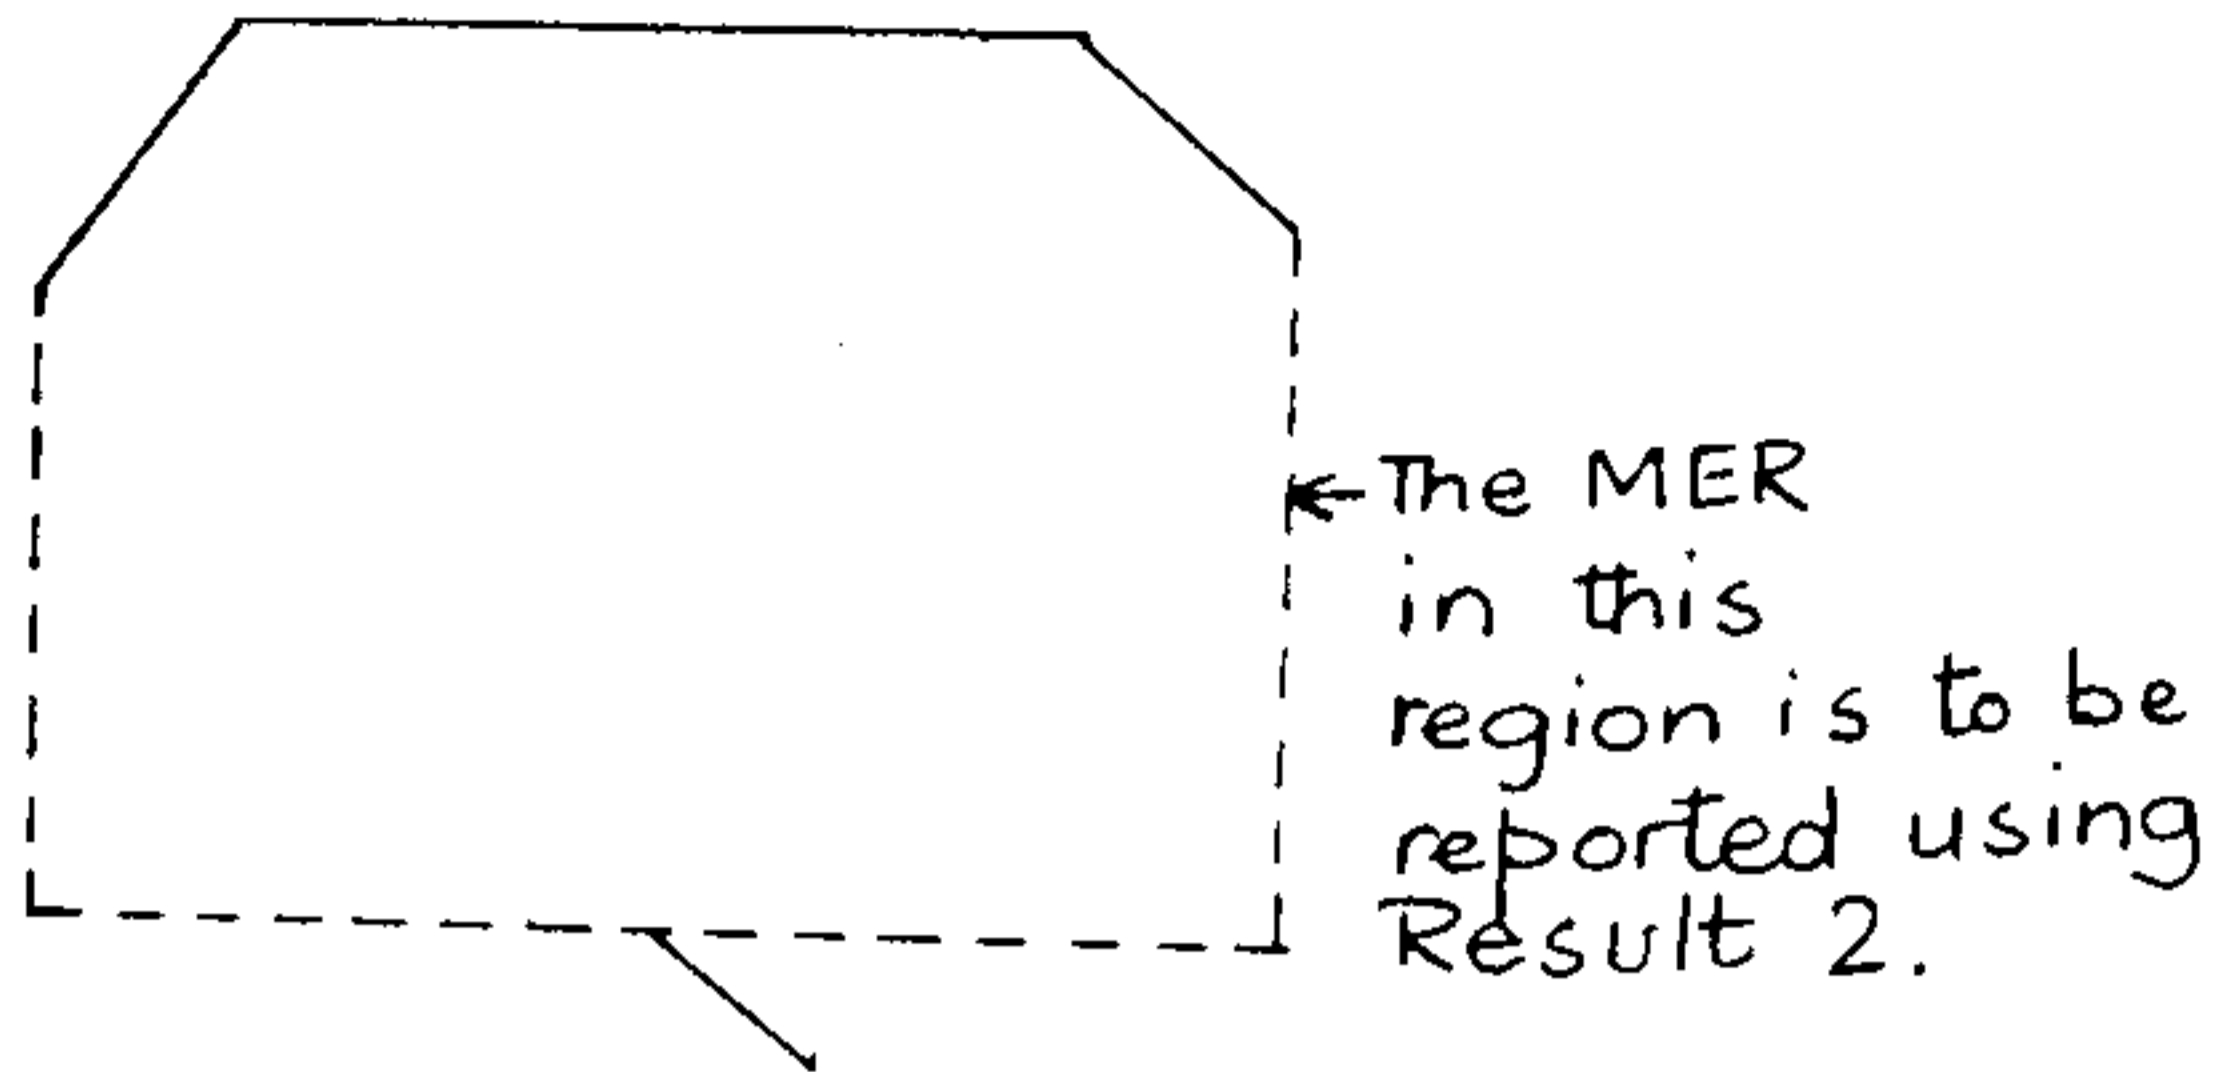 The MER
in this
region is to be
reported using
Result 2.